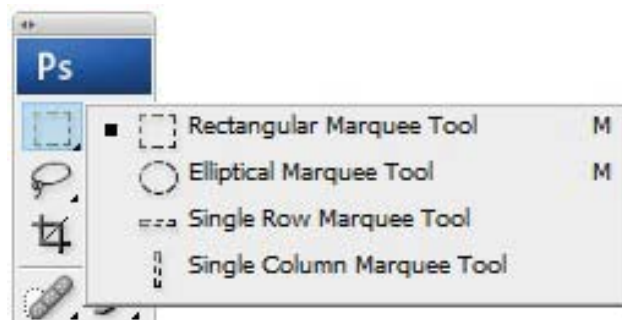 Ps
Rectangular Marquee Tool M
Elliptical Marquee Tool M
Single Row Marquee Tool
Single Column Marquee Tool